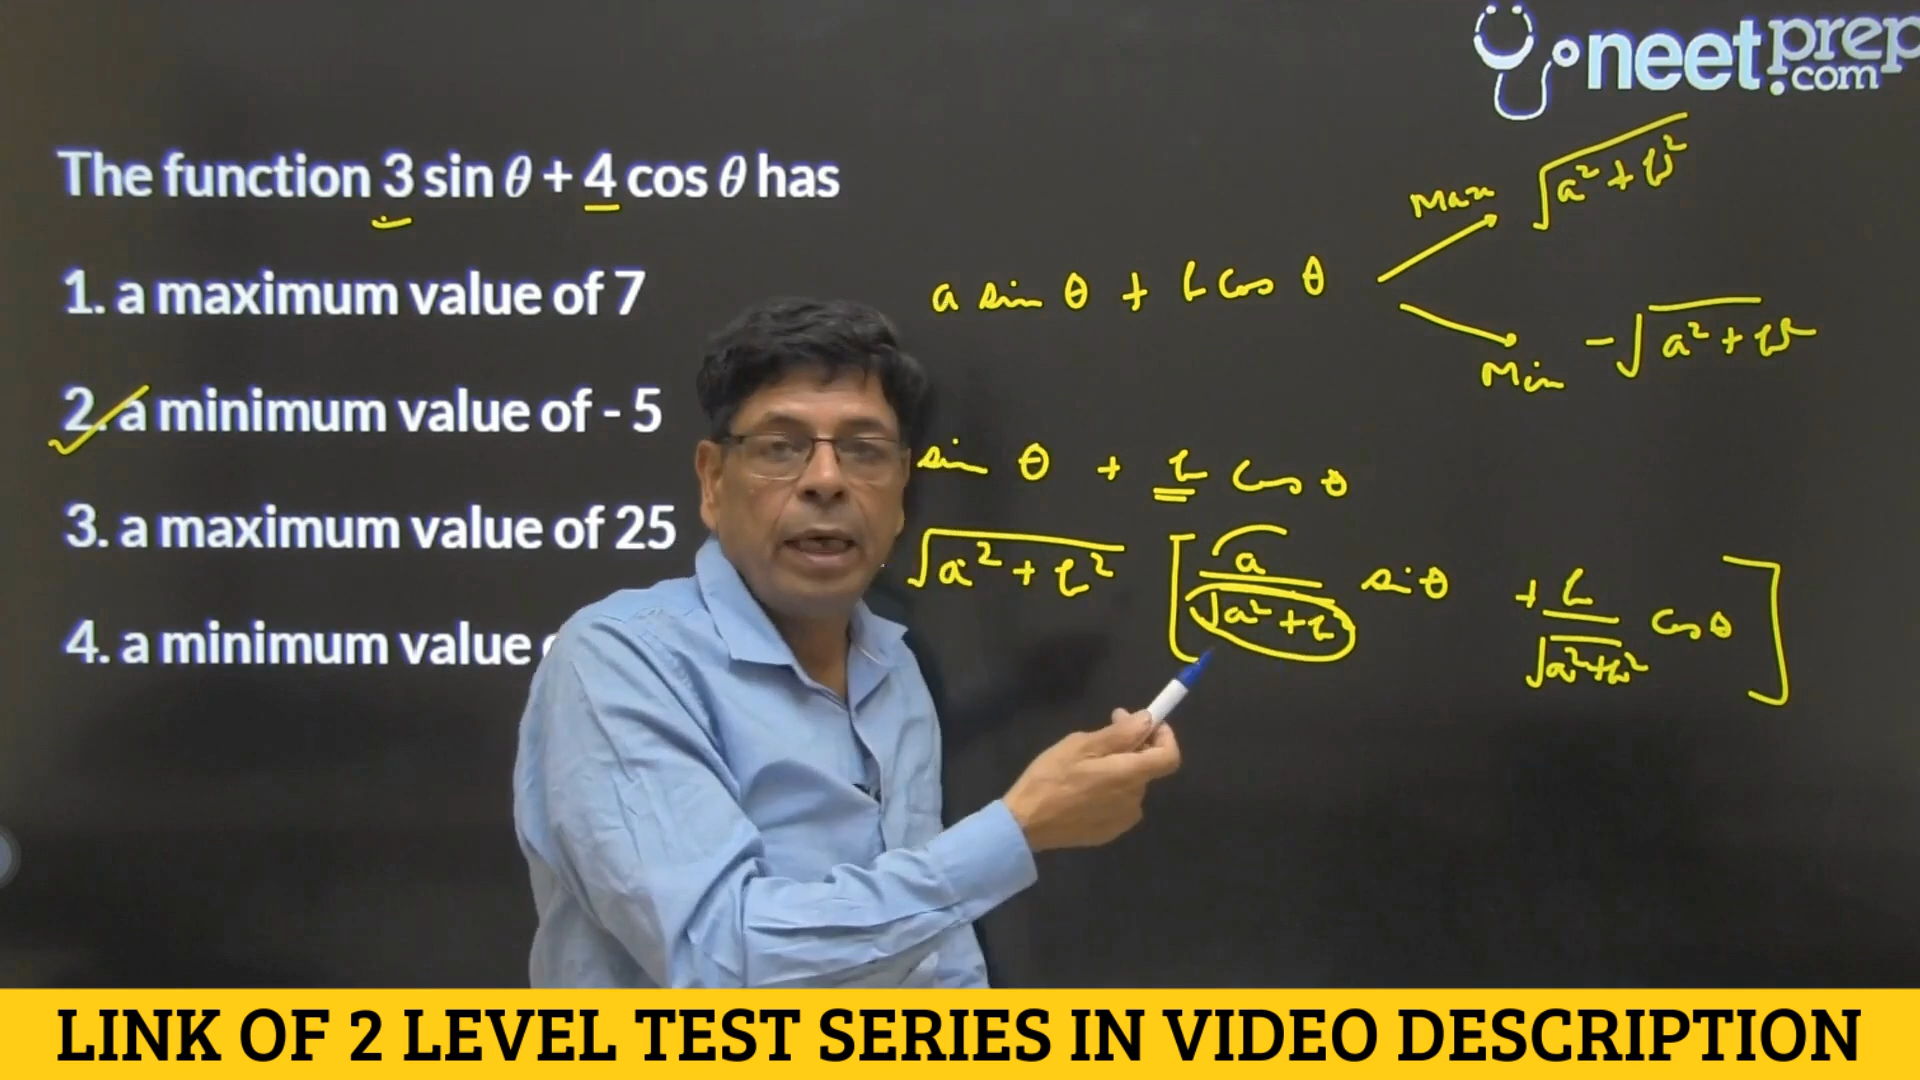 neetprep
.com
The function 3 sin θ + 4 cos θ has
1. a maximum value of 7
2. a minimum value of - 5
3. a maximum value of 25
4. a minimum value
Max √a² + b²
a sin θ + b cos θ
Min -√a² + b²
sin θ + b cos θ
√a² + b² [ a/√a² + b² sin θ + b/√a² + b² cos θ ]
LINK OF 2 LEVEL TEST SERIES IN VIDEO DESCRIPTION